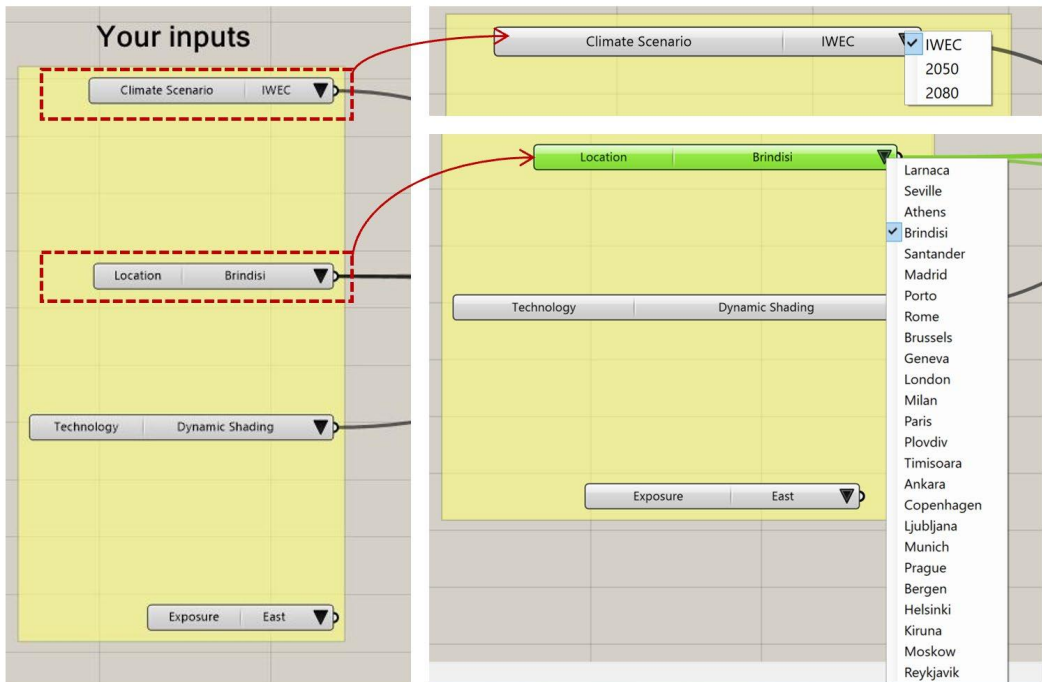 Your inputs
Climate Scenario IWEC
Location Brindisi
Technology Dynamic Shading
Exposure East
Climate Scenario IWEC
IWEC
2050
2080
Location Brindisi
Technology Dynamic Shading
Exposure East
Larnaca
Seville
Athens
Brindisi
Santander
Madrid
Porto
Rome
Brussels
Geneva
London
Milan
Paris
Plovdiv
Timisoara
Ankara
Copenhagen
Ljubljana
Munich
Prague
Bergen
Helsinki
Kiruna
Moskow
Reykjavik